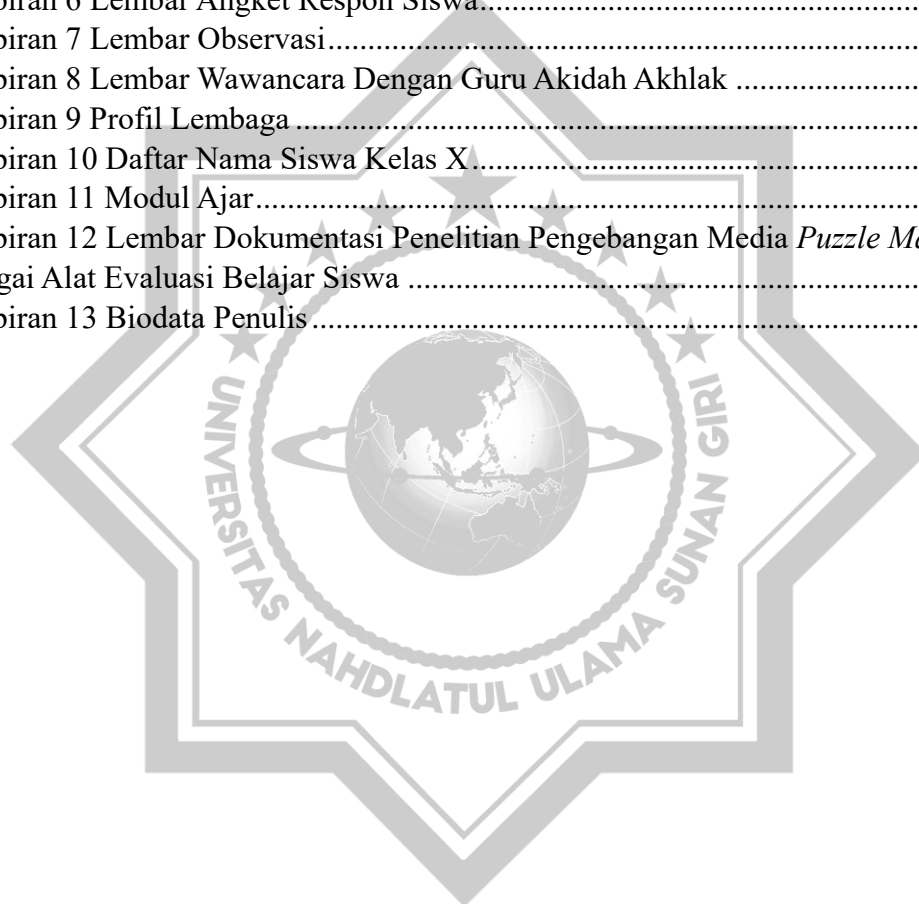 piran 6 Lembar Angket Respon Siswa....................................................
piran 7 Lembar Observasi..........................................................................
piran 8 Lembar Wawancara Dengan Guru Akidah Akhlak .......................
piran 9 Profil Lembaga ..............................................................................
piran 10 Daftar Nama Siswa Kelas X.........................................................
piran 11 Modul Ajar...................................................................................
piran 12 Lembar Dokumentasi Penelitian Pengebangan Media Puzzle Ma
gai Alat Evaluasi Belajar Siswa ................................................................
piran 13 Biodata Penulis............................................................................
UNIVERSITAS NAHDLATUL ULAMA SUNAN GIRI